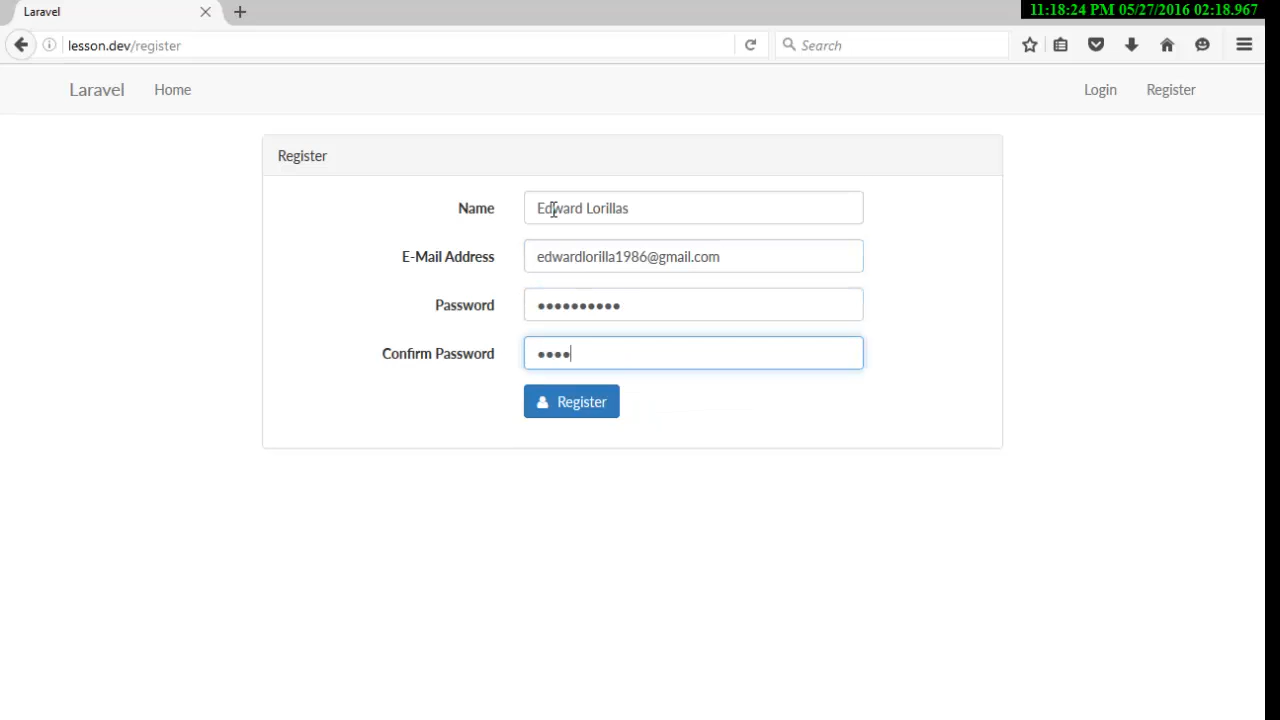 Laravel
11:18:24 PM 05/27/2016 02:18.967
lesson.dev/register
Search
Laravel Home Login Register
Register
Name Edward Lorillas
E-Mail Address edwardlorilla1986@gmail.com
Password ••••••••••
Confirm Password ••••
Register